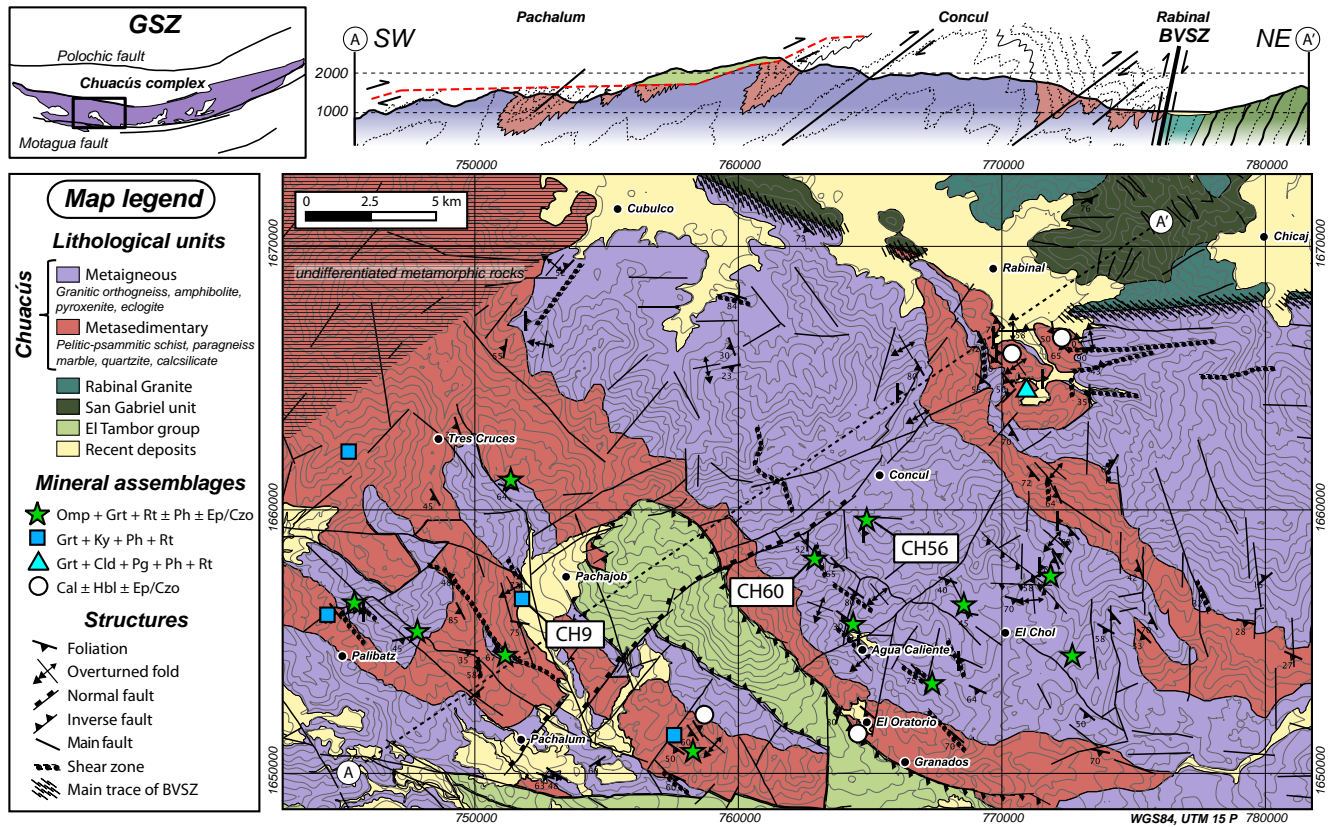 GSZ
Polochic fault
Chuacús complex
Motagua fault
Pachalum
Concul
Rabinal
BVSZ
A SW
NE A'
2000
1000
750000
760000
770000
780000
Map legend
Lithological units
Chuacús
Metaigneous
Granitic orthogneiss, amphibolite,
pyroxenite, eclogite
Metasedimentary
Pelitic-psammitic schist, paragneiss
marble, quartzite, calcsilicate
Rabinal Granite
San Gabriel unit
El Tambor group
Recent deposits
Mineral assemblages
Omp + Grt + Rt ± Ph ± Ep/Czo
Grt + Ky + Ph + Rt
Grt + Cld + Pg + Ph + Rt
Cal ± Hbl ± Ep/Czo
Structures
Foliation
Overturned fold
Normal fault
Inverse fault
Main fault
Shear zone
Main trace of BVSZ
0
2.5
5 km
Cubulco
A'
Chicaj
1670000
1670000
undifferentiated metamorphic rocks
Rabinal
Tres Cruces
Concul
1660000
1660000
CH56
Pachajob
CH60
CH9
El Chol
Palibatz
Agua Caliente
El Oratorio
Pachalum
Granados
A
1650000
1650000
750000
760000
770000
780000
WGS84, UTM 15 P